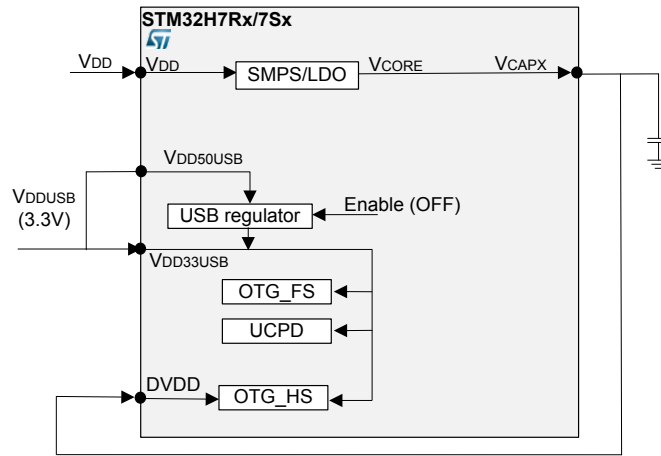 STM32H7Rx/7Sx
ST
VDD
VDD
SMPS/LDO
VCORE
VCAPX
VDD50USB
VDDUSB
(3.3V)
USB regulator
Enable (OFF)
VDD33USB
OTG_FS
UCPD
DVDD
OTG_HS